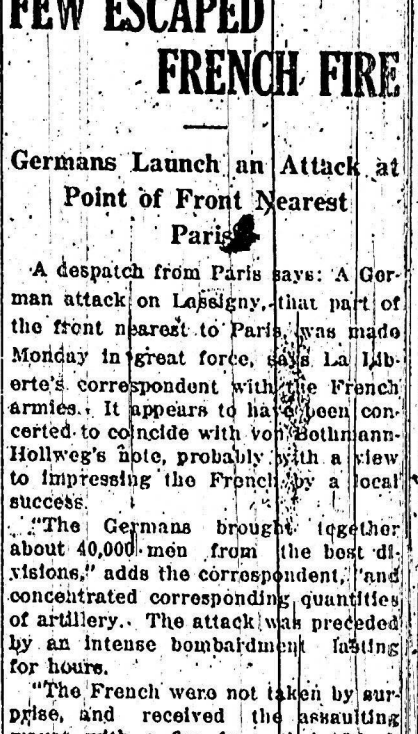 FEW ESCAPED
FRENCH FIRE
Germans Launch an Attack at
Point of Front Nearest
Paris
A despatch from Paris says: A Ger-
man attack on Lassigny, that part of
the front nearest to Paris, was made
Monday in great force, says La Lib-
erte's correspondent with the French
armies. It appears to have been con-
certed to coincide with von Bethmann-
Hollweg's note, probably with a view
to impressing the French by a local
success.
"The Germans brought together
about 40,000 men from the best di-
visions," adds the correspondent, "and
concentrated corresponding quantities
of artillery. The attack was preceded
by an intense bombardment lasting
for hours.
"The French were not taken by sur-
prise, and received the assaulting